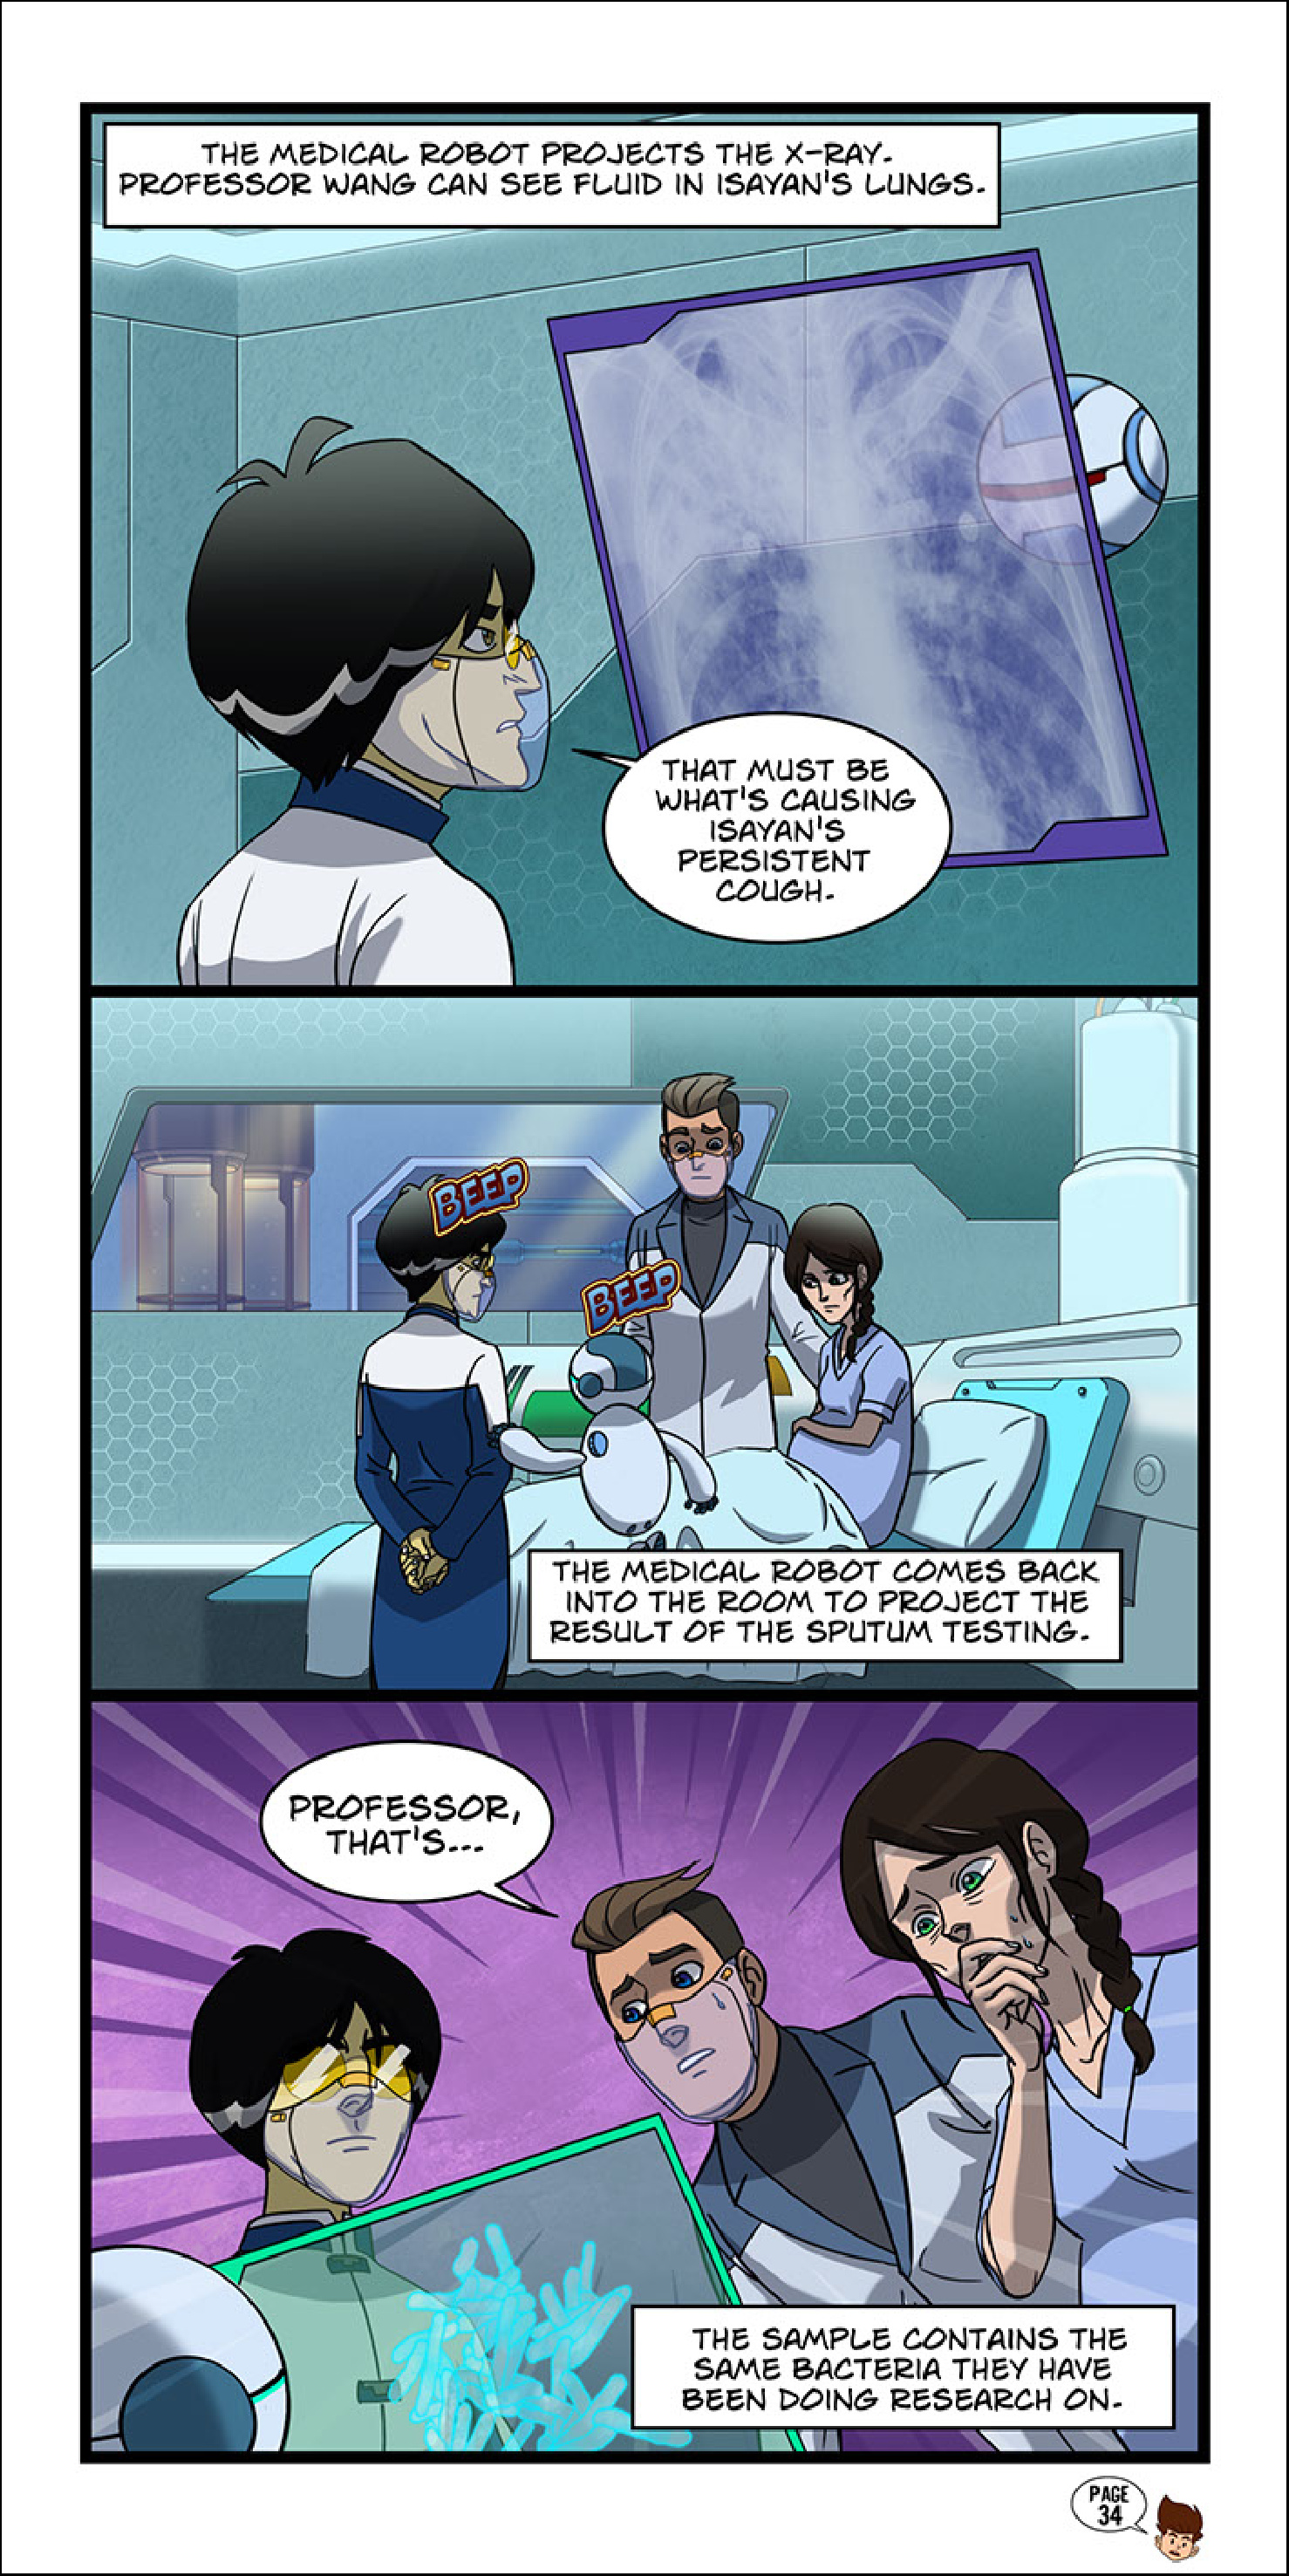 THE MEDICAL ROBOT PROJECTS THE X-RAY.
PROFESSOR WANG CAN SEE FLUID IN ISAYAN'S LUNGS.
THAT MUST BE
WHAT'S CAUSING
ISAYAN'S
PERSISTENT
COUGH.
BEEP
BEEP
THE MEDICAL ROBOT COMES BACK
INTO THE ROOM TO PROJECT THE
RESULT OF THE SPUTUM TESTING.
PROFESSOR,
THAT'S...
THE SAMPLE CONTAINS THE
SAME BACTERIA THEY HAVE
BEEN DOING RESEARCH ON.
PAGE
34